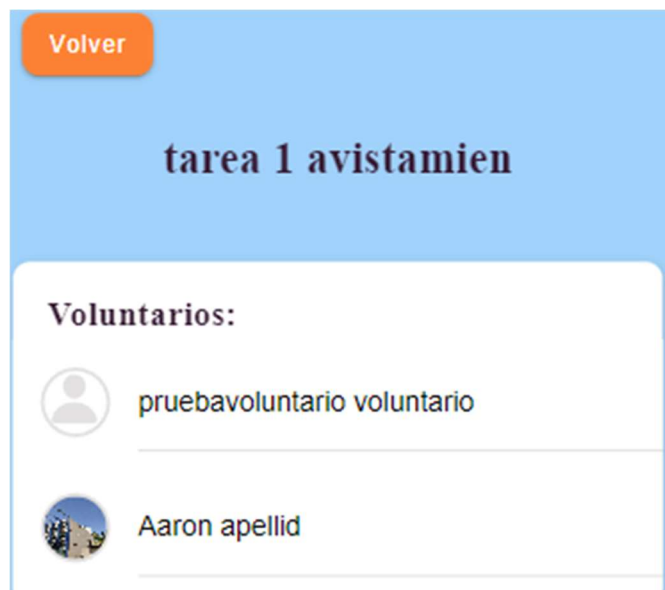 Volver
tarea 1 avistamien
Voluntarios:
pruebavoluntario voluntario
Aaron apellid